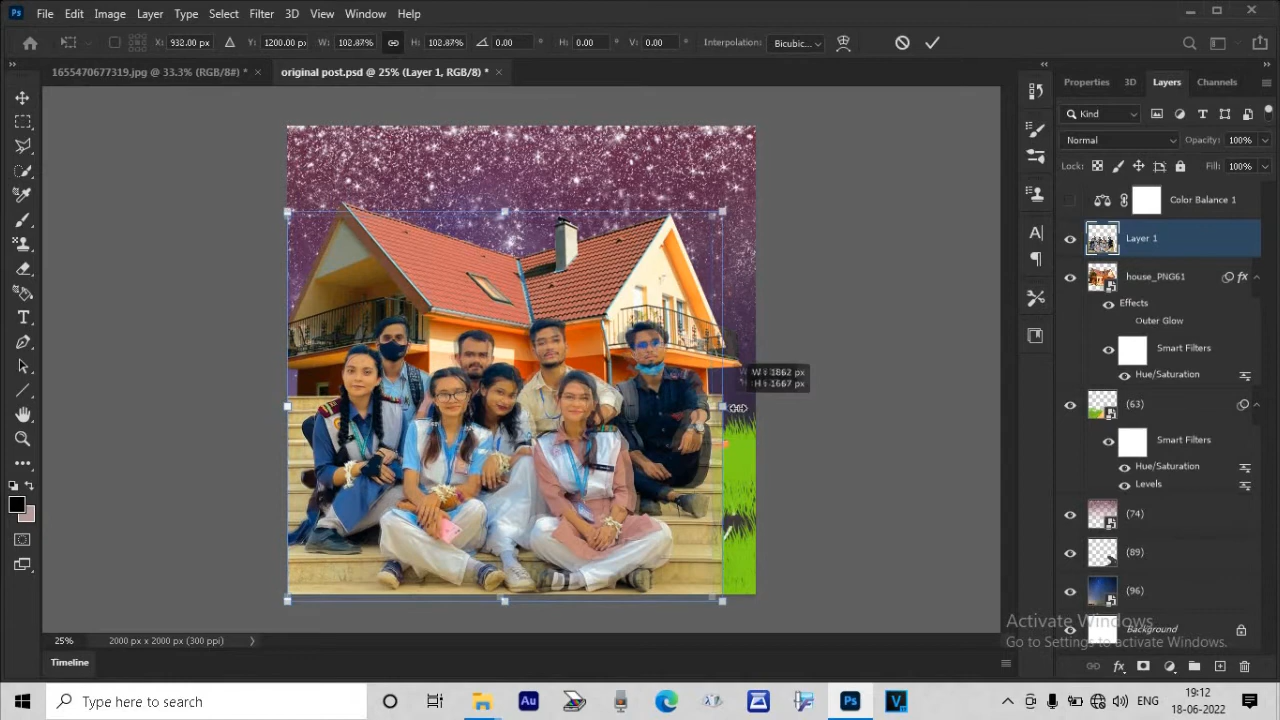 Ps File Edit Image Layer Type Select Filter 3D View Window Help
X: 932.00 px Y: 1200.00 px W: 102.87% H: 102.87% 0.00 ° H: 0.00 ° V: 0.00 ° Interpolation: Bicubic...
1655470677319.jpg @ 33.3% (RGB/8#) * × original post.psd @ 25% (Layer 1, RGB/8) * ×
Properties 3D Layers Channels
Kind
Normal Opacity: 100%
Lock: Fill: 100%
Color Balance 1
Layer 1
house_PNG61 fx
Effects
Outer Glow
Smart Filters
Hue/Saturation
(63)
Smart Filters
Hue/Saturation
Levels
(74)
(89)
(96)
Background
W : 1862 px
H : 1667 px
Activate Windows
Go to Settings to activate Windows.
25% 2000 px x 2000 px (300 ppi)
Timeline
Type here to search
Au
Ps
V
ENG
19:12
18-06-2022